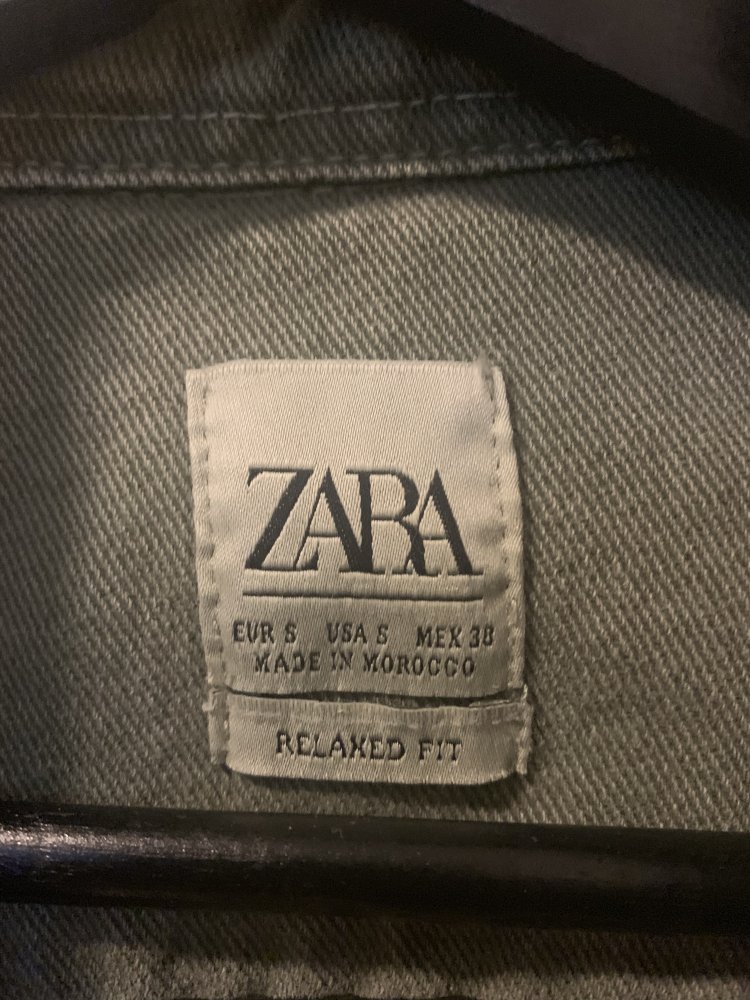 ZARA
EUR S USA S MEX 38
MADE IN MOROCCO
RELAXED FIT